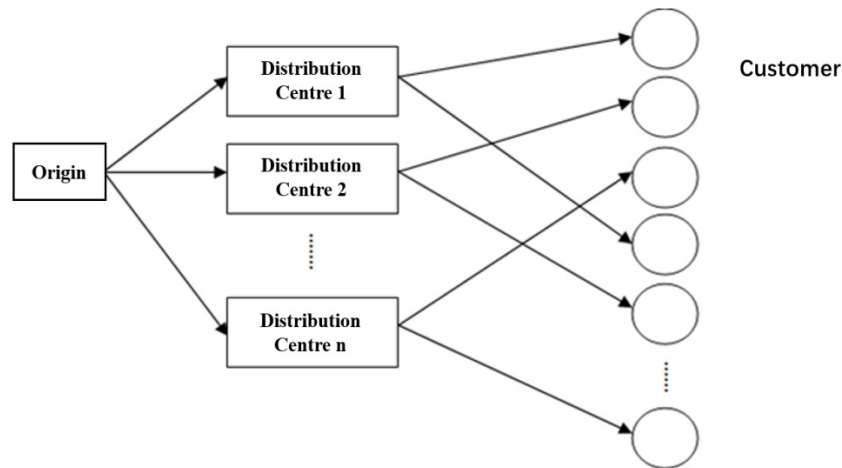 Distribution
Centre 1
Customer
Origin
Distribution
Centre 2
Distribution
Centre n